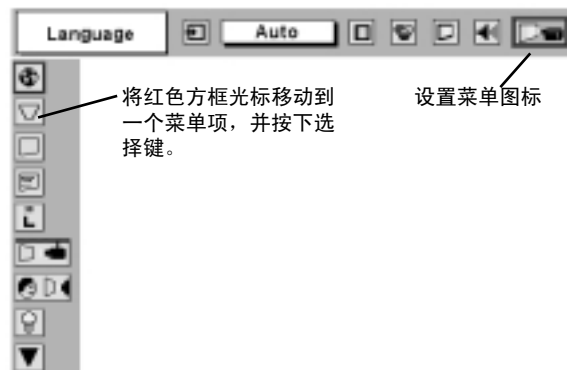 Language
Auto
将红色方框光标移动到
一个菜单项，并按下选
择键。
设置菜单图标